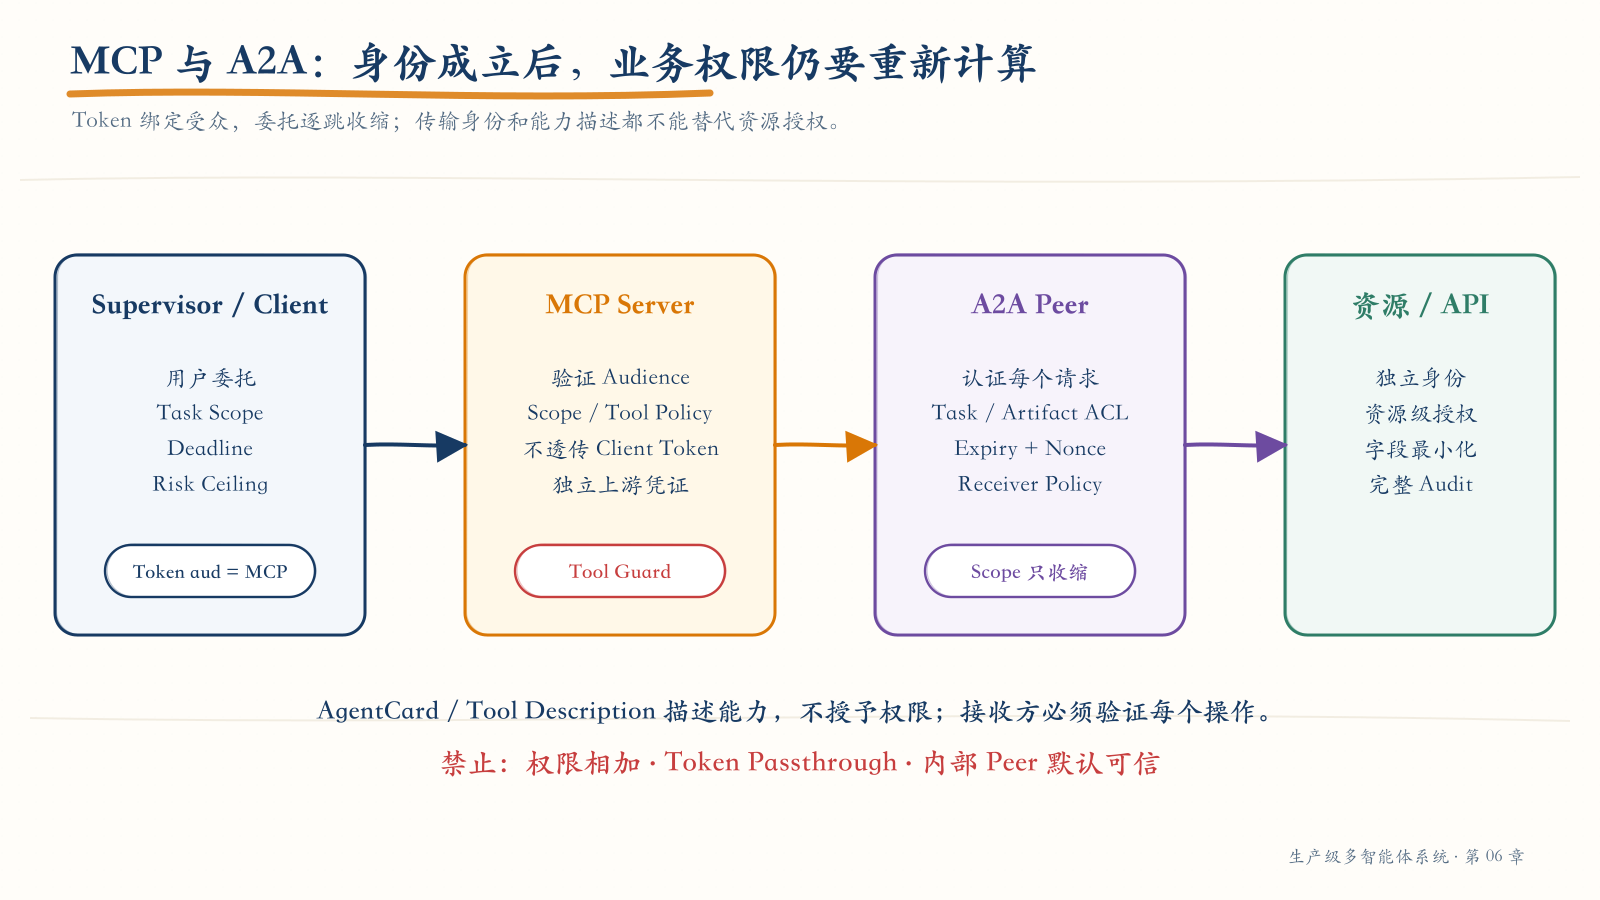 MCP 与 A2A：身份成立后，业务权限仍要重新计算
Token 绑定受众，委托逐跳收缩；传输身份和能力描述都不能替代资源授权。
Supervisor / Client
用户委托
Task Scope
Deadline
Risk Ceiling
Token aud = MCP
MCP Server
验证 Audience
Scope / Tool Policy
不透传 Client Token
独立上游凭证
Tool Guard
A2A Peer
认证每个请求
Task / Artifact ACL
Expiry + Nonce
Receiver Policy
Scope 只收缩
资源 / API
独立身份
资源级授权
字段最小化
完整 Audit
AgentCard / Tool Description 描述能力，不授予权限；接收方必须验证每个操作。
禁止：权限相加 · Token Passthrough · 内部 Peer 默认可信
生产级多智能体系统 · 第 06 章